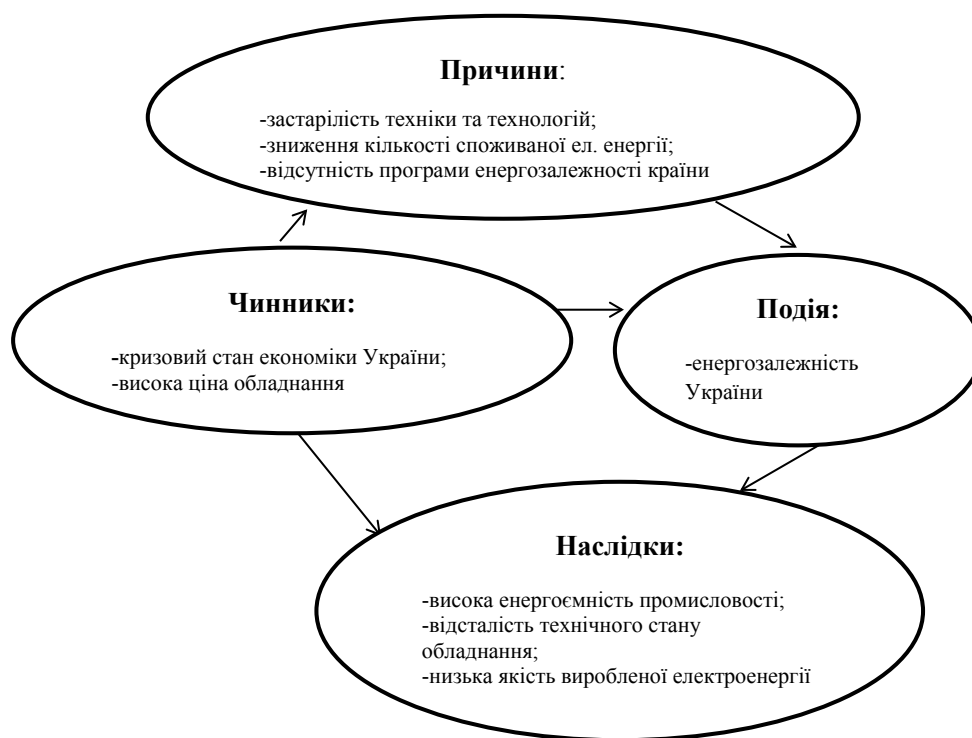 Причини:
-застарілість техніки та технологій;
-зниження кількості споживаної ел. енергії;
-відсутність програми енергозалежності країни
Чинники:
-кризовий стан економіки України;
-висока ціна обладнання
Подія:
-енергозалежність
України
Наслідки:
-висока енергоємність промисловості;
-відсталість технічного стану
обладнання;
-низька якість виробленої електроенергії